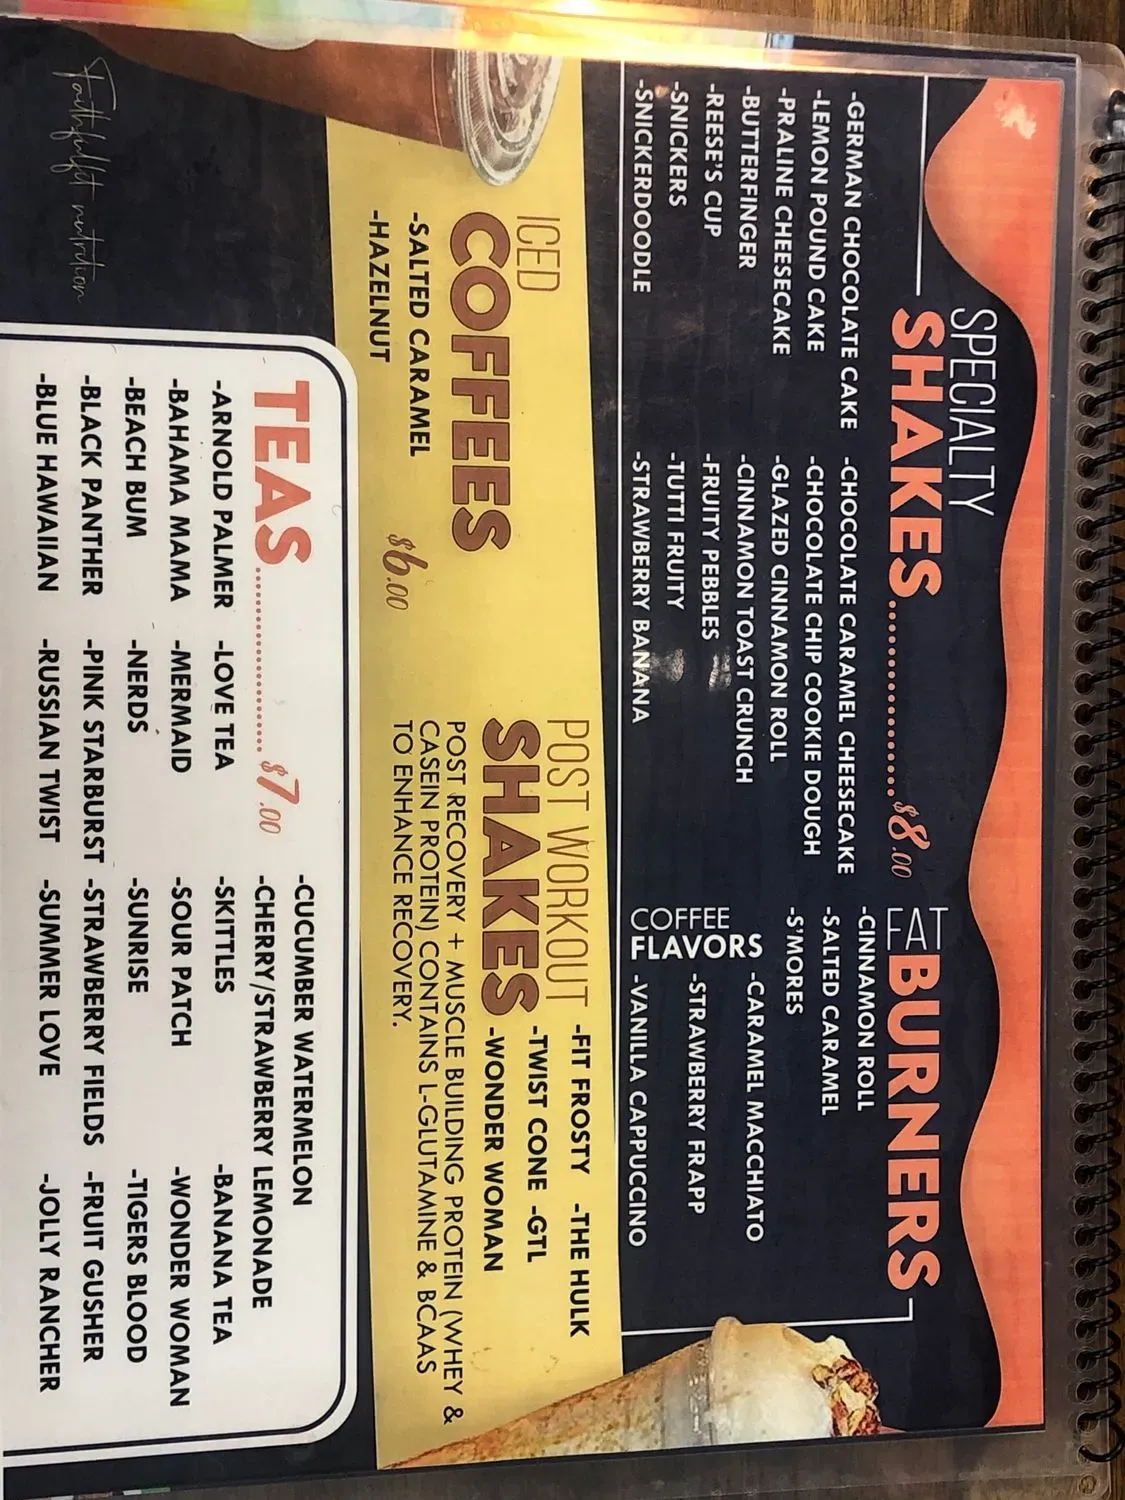 SPECIALTY
SHAKES....................$8.00
-GERMAN CHOCOLATE CAKE
-LEMON POUND CAKE
-PRALINE CHEESECAKE
-BUTTERFINGER
-REESE'S CUP
-SNICKERS
-SNICKERDOODLE
-CHOCOLATE CARAMEL CHEESECAKE
-CHOCOLATE CHIP COOKIE DOUGH
-GLAZED CINNAMON ROLL
-CINNAMON TOAST CRUNCH
-FRUITY PEBBLES
-TUTTI FRUITY
-STRAWBERRY BANANA
FAT BURNERS
-CINNAMON ROLL
-SALTED CARAMEL
-S'MORES
COFFEE
FLAVORS
-CARAMEL MACCHIATO
-STRAWBERRY FRAPP
-VANILLA CAPPUCCINO
ICED
COFFEES
-SALTED CARAMEL
-HAZELNUT
$6.00
POST WORKOUT
SHAKES
-FIT FROSTY -THE HULK
-TWIST CONE -GTL
-WONDER WOMAN
POST RECOVERY + MUSCLE BUILDING PROTEIN (WHEY &
CASEIN PROTEIN) CONTAINS L-GLUTAMINE & BCAAS
TO ENHANCE RECOVERY.
TEAS....................$7.00
-CUCUMBER WATERMELON
-CHERRY/STRAWBERRY LEMONADE
-ARNOLD PALMER -LOVE TEA -SKITTLES -BANANA TEA
-BAHAMA MAMA -MERMAID -SOUR PATCH -WONDER WOMAN
-BEACH BUM -NERDS -SUNRISE -TIGERS BLOOD
-BLACK PANTHER -PINK STARBURST -STRAWBERRY FIELDS -FRUIT GUSHER
-BLUE HAWAIIAN -RUSSIAN TWIST -SUMMER LOVE -JOLLY RANCHER
Faithfulfit nutrition